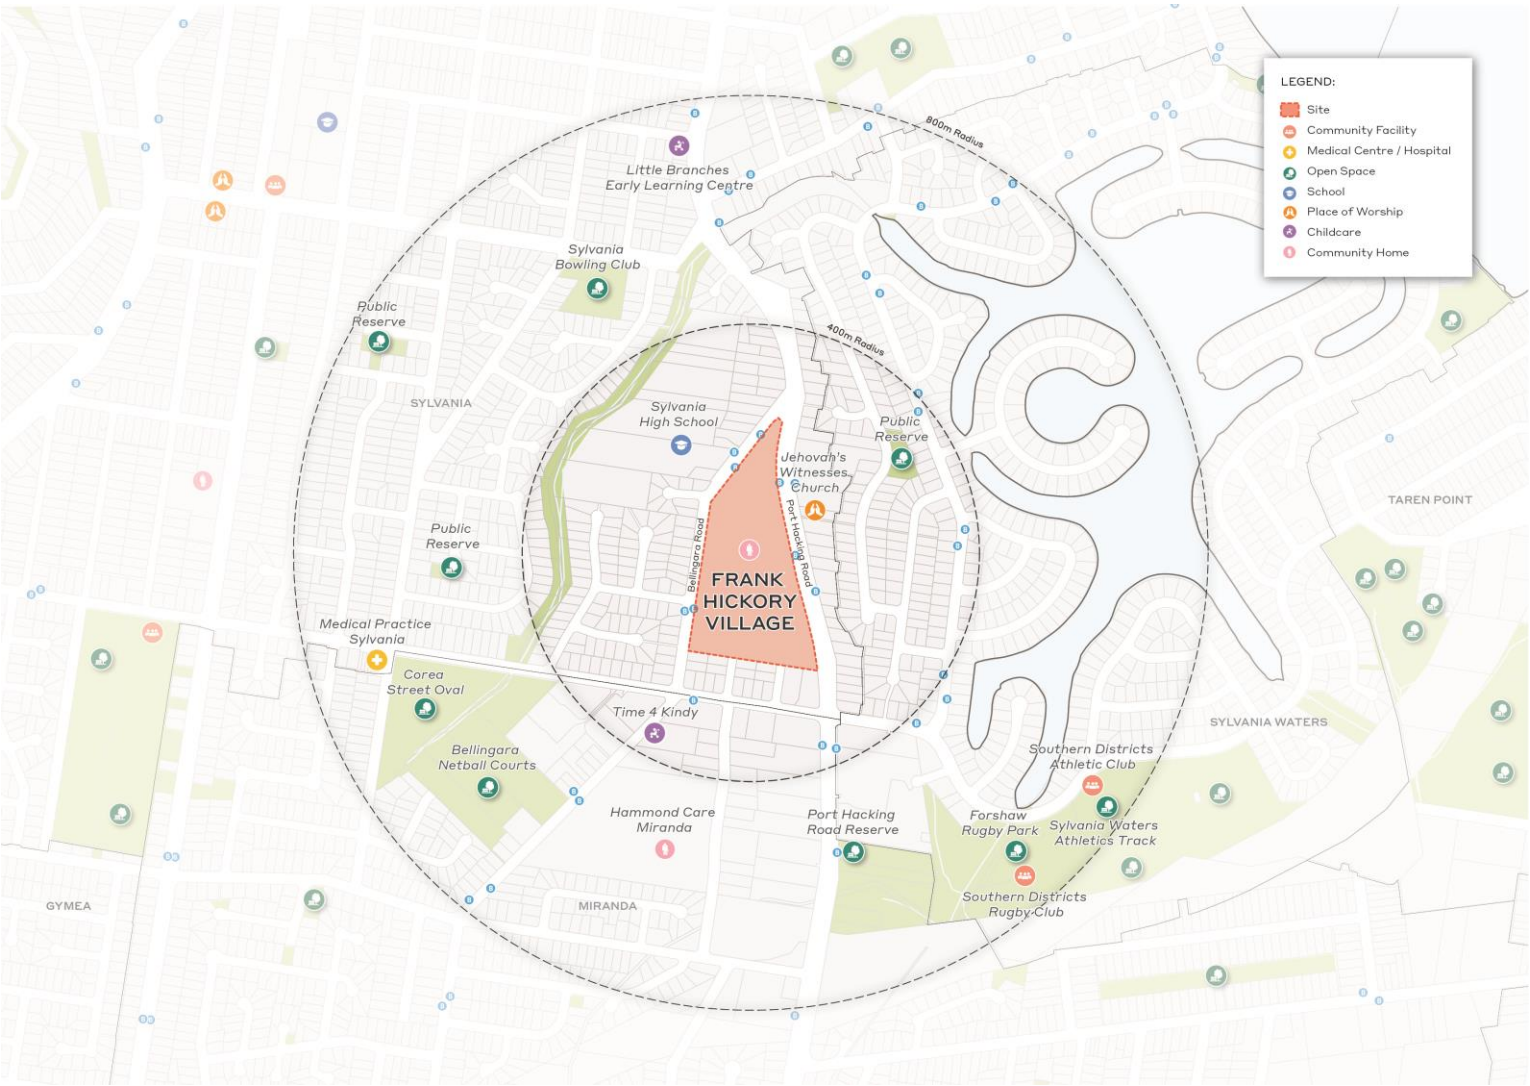 LEGEND:
Site
Community Facility
Medical Centre / Hospital
Open Space
School
Place of Worship
Childcare
Community Home
800m Radius
Little Branches
Early Learning Centre
Sylvania
Bowling Club
Public
Reserve
400m Radius
SYLVANIA
Sylvania
High School
Public
Reserve
Jehovah's
Witnesses
Church
TAREN POINT
Port Hacking Road
Bellingara Road
Public
Reserve
FRANK
HICKORY
VILLAGE
Medical Practice
Sylvania
Corea
Street Oval
Time 4 Kindy
SYLVANIA WATERS
Bellingara
Netball Courts
Southern Districts
Athletic Club
Hammond Care
Miranda
Port Hacking
Road Reserve
Forshaw
Rugby Park
Sylvania Waters
Athletics Track
GYMEA
MIRANDA
Southern Districts
Rugby Club